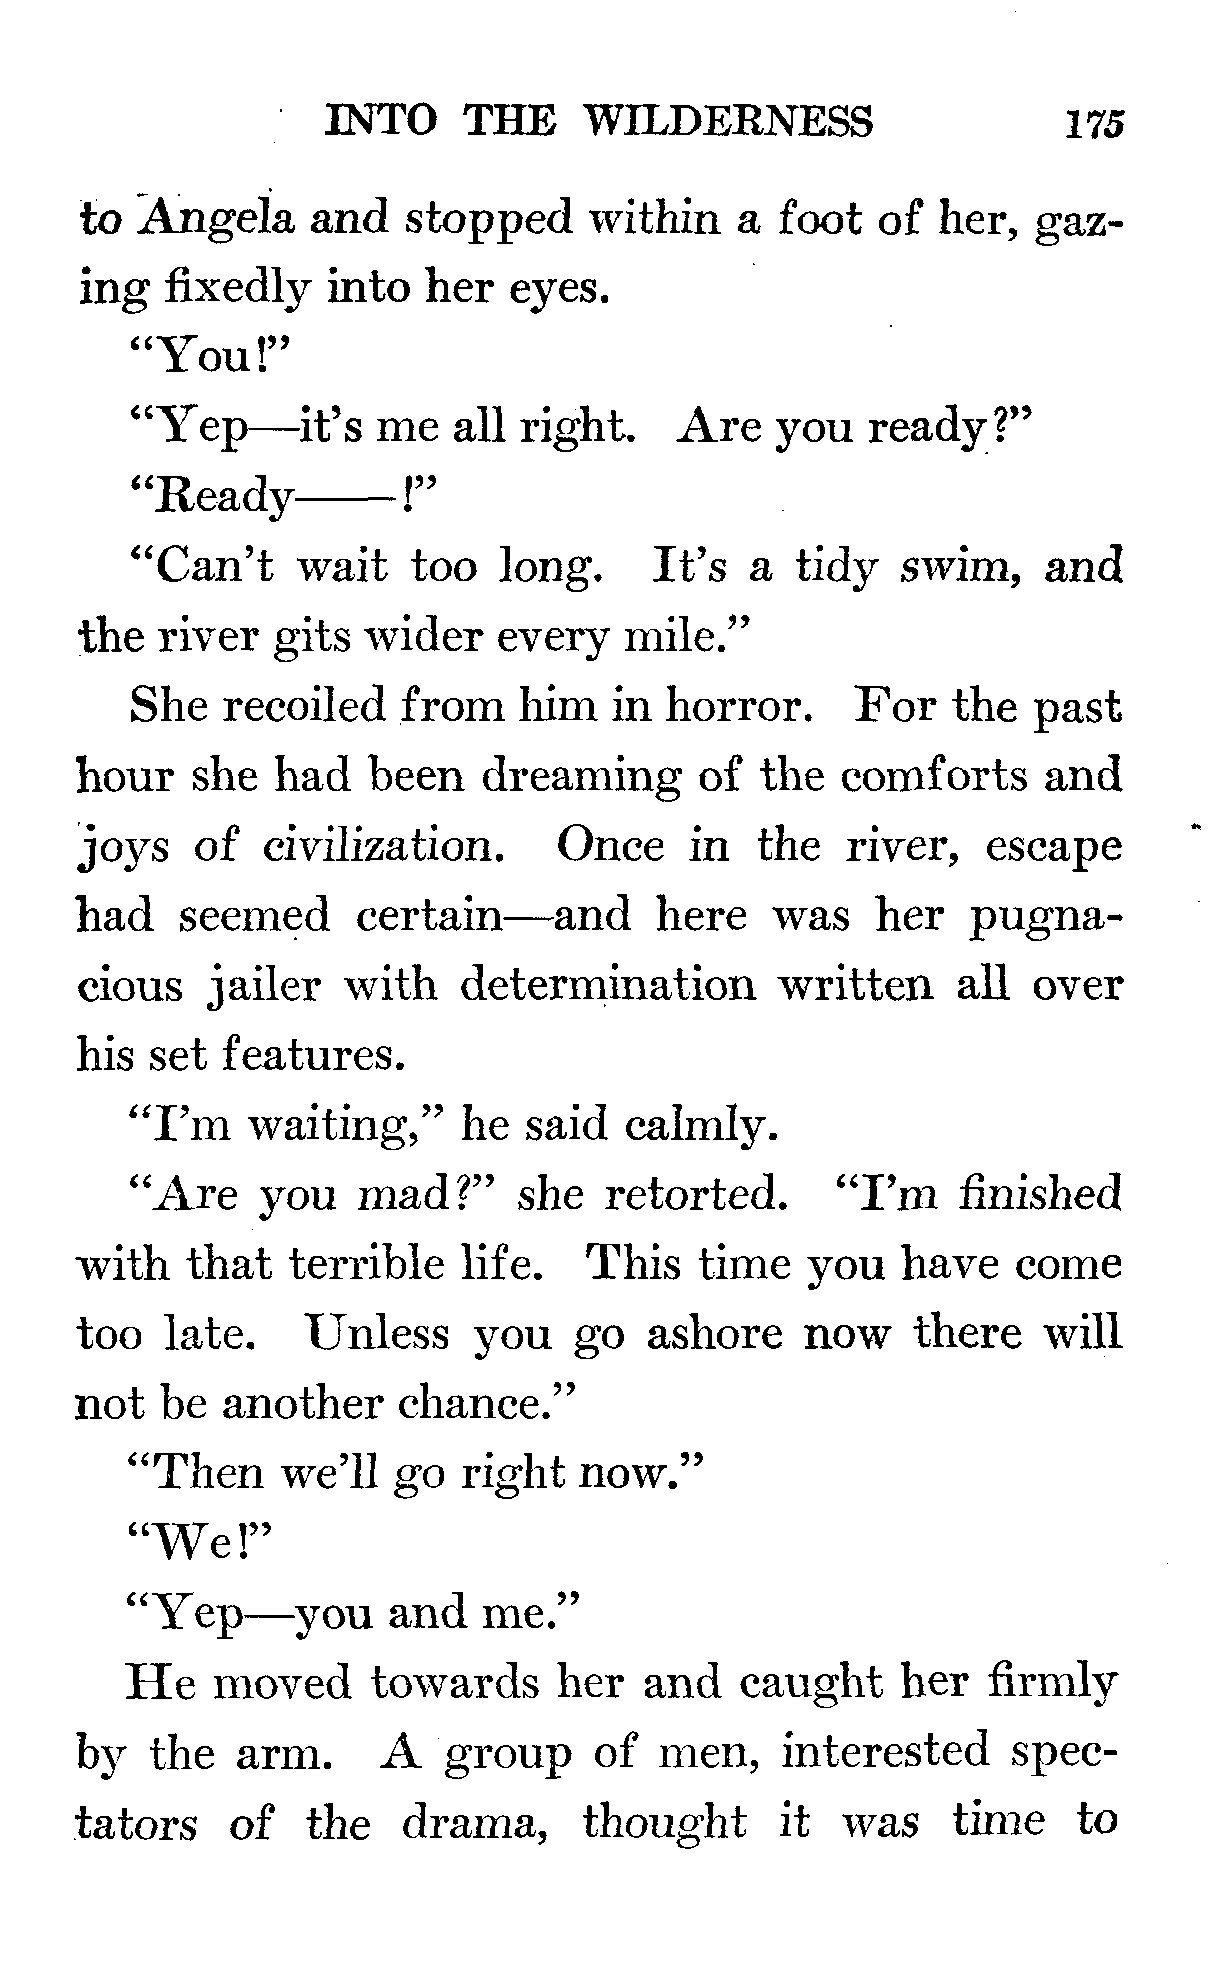 INTO THE WILDERNESS 175
to Angela and stopped within a foot of her, gaz-
ing fixedly into her eyes.
“You!”
“Yep—it’s me all right. Are you ready?”
“Ready——!”
“Can’t wait too long. It’s a tidy swim, and
the river gits wider every mile.”
She recoiled from him in horror. For the past
hour she had been dreaming of the comforts and
joys of civilization. Once in the river, escape
had seemed certain—and here was her pugna-
cious jailer with determination written all over
his set features.
“I’m waiting,” he said calmly.
“Are you mad?” she retorted. “I’m finished
with that terrible life. This time you have come
too late. Unless you go ashore now there will
not be another chance.”
“Then we’ll go right now.”
“We!”
“Yep—you and me.”
He moved towards her and caught her firmly
by the arm. A group of men, interested spec-
tators of the drama, thought it was time to